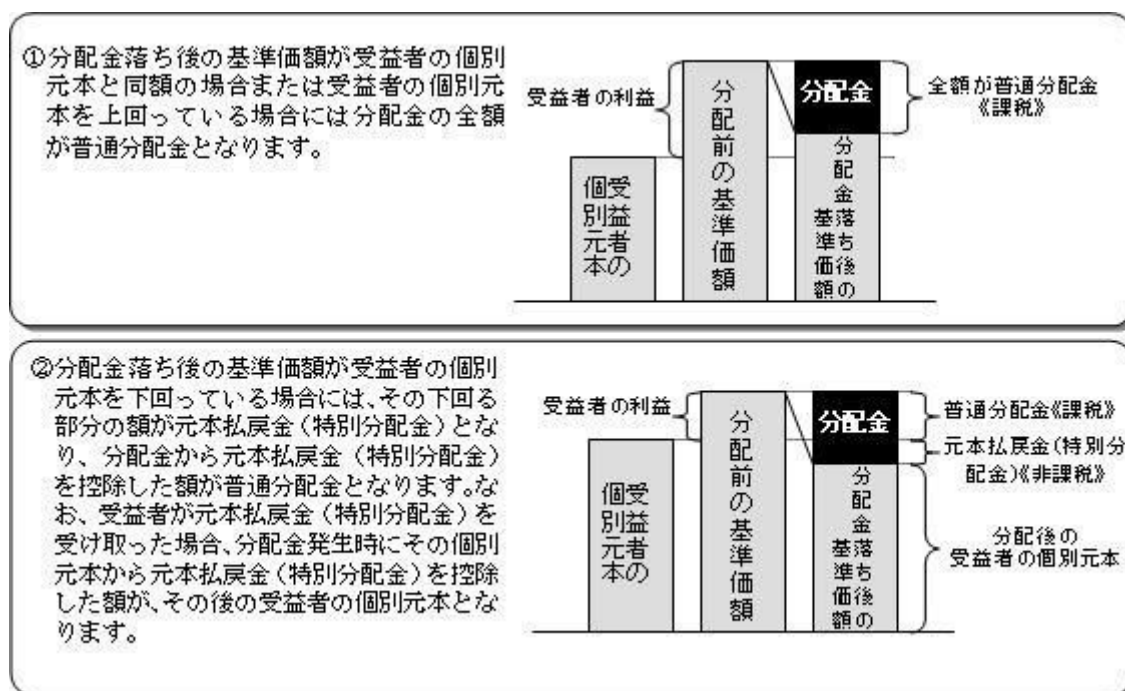 ①分配金落ち後の基準価額が受益者の個別
元本と同額の場合または受益者の個別元
本を上回っている場合には分配金の全額
が普通分配金となります。
受益者の利益
受益者の
個別元本
分配前の基準価額
分配金
分配金落ち後の
基準価額
全額が普通分配金
《課税》
②分配金落ち後の基準価額が受益者の個別
元本を下回っている場合には、その下回る
部分の額が元本払戻金(特別分配金)とな
り、分配金から元本払戻金(特別分配金)
を控除した額が普通分配金となります。な
お、受益者が元本払戻金(特別分配金)を
受け取った場合、分配金発生時にその個別
元本から元本払戻金(特別分配金)を控除
した額が、その後の受益者の個別元本とな
ります。
受益者の利益
受益者の
個別元本
分配前の基準価額
分配金
分配金落ち後の
基準価額
普通分配金《課税》
元本払戻金(特別分
配金)《非課税》
分配後の
受益者の個別元本